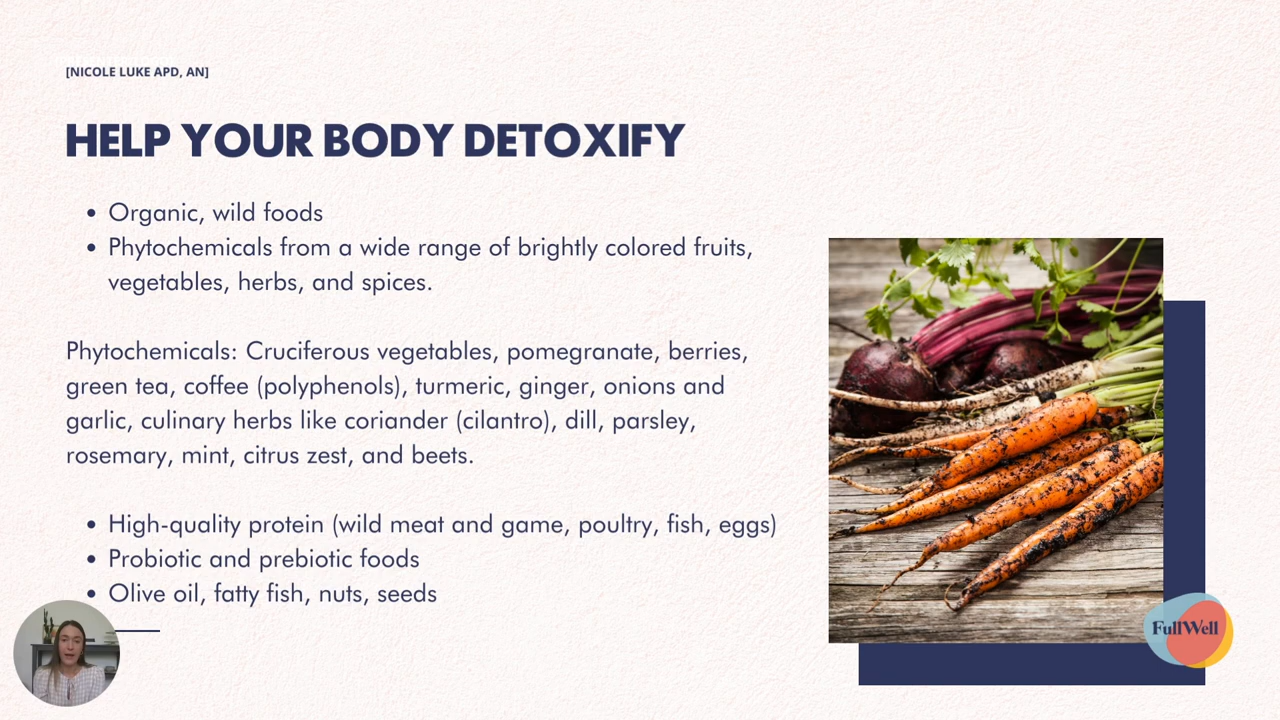 [NICOLE LUKE APD, AN]
HELP YOUR BODY DETOXIFY
• Organic, wild foods
• Phytochemicals from a wide range of brightly colored fruits,
vegetables, herbs, and spices.
Phytochemicals: Cruciferous vegetables, pomegranate, berries,
green tea, coffee (polyphenols), turmeric, ginger, onions and
garlic, culinary herbs like coriander (cilantro), dill, parsley,
rosemary, mint, citrus zest, and beets.
• High-quality protein (wild meat and game, poultry, fish, eggs)
• Probiotic and prebiotic foods
• Olive oil, fatty fish, nuts, seeds
FullWell